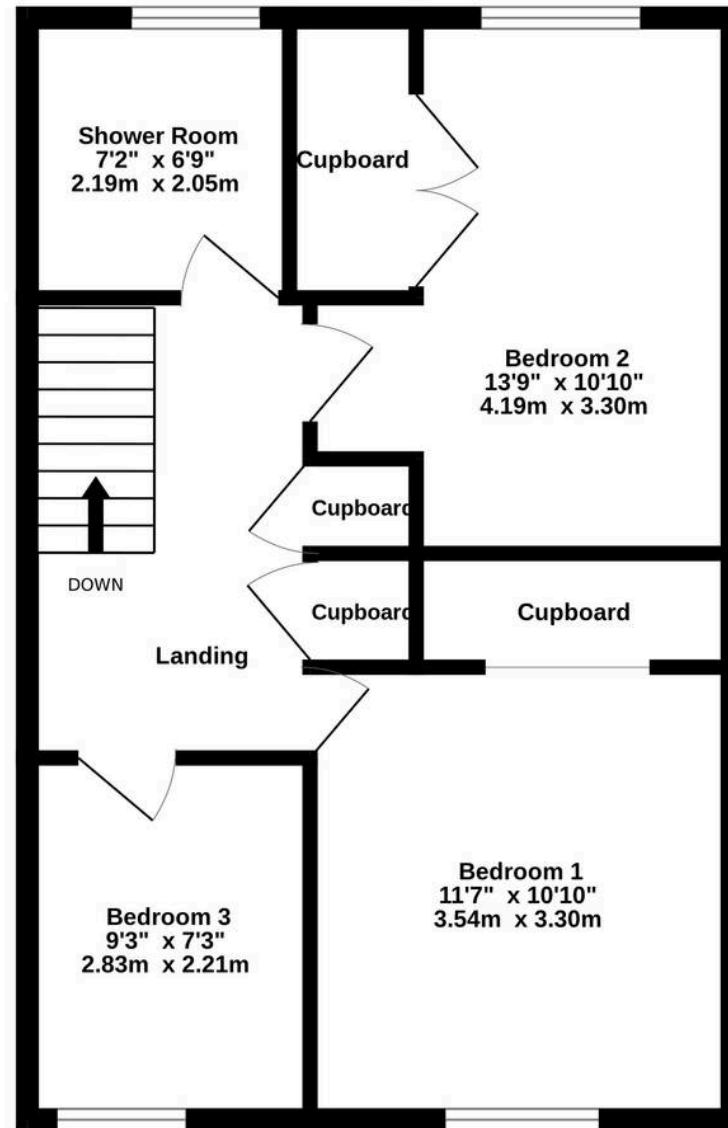 Shower Room
7'2" x 6'9"
2.19m x 2.05m
Cupboard
Bedroom 2
13'9" x 10'10"
4.19m x 3.30m
Cupboard
DOWN
Cupboard
Cupboard
Landing
Bedroom 1
11'7" x 10'10"
3.54m x 3.30m
Bedroom 3
9'3" x 7'3"
2.83m x 2.21m